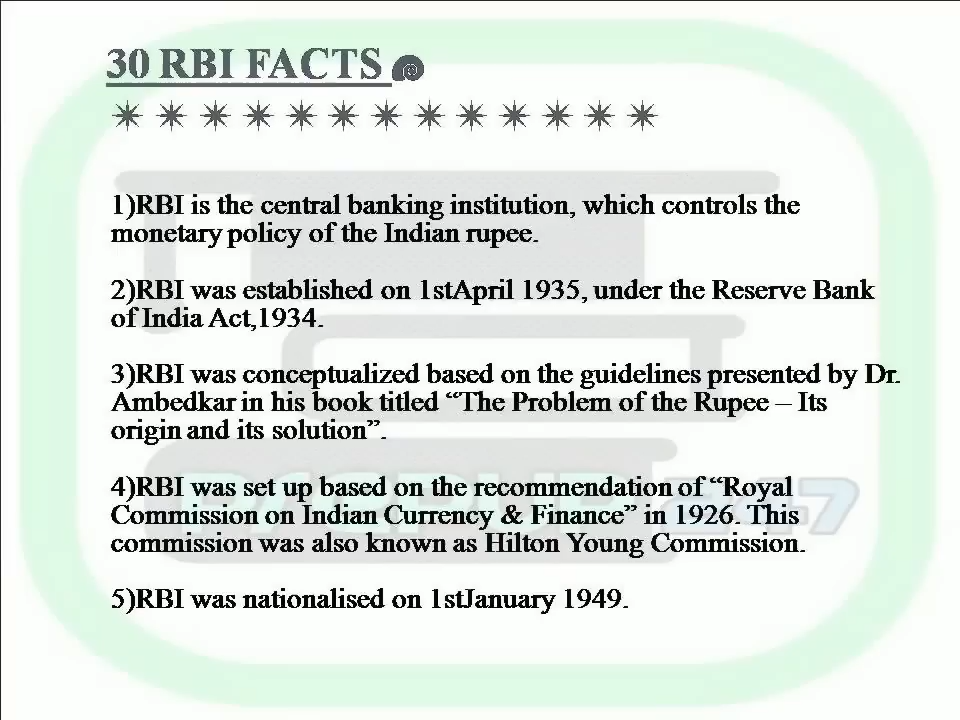 30 RBI FACTS
1)RBI is the central banking institution, which controls the
monetary policy of the Indian rupee.
2)RBI was established on 1stApril 1935, under the Reserve Bank
of India Act,1934.
3)RBI was conceptualized based on the guidelines presented by Dr.
Ambedkar in his book titled “The Problem of the Rupee – Its
origin and its solution”.
4)RBI was set up based on the recommendation of “Royal
Commission on Indian Currency & Finance” in 1926. This
commission was also known as Hilton Young Commission.
5)RBI was nationalised on 1stJanuary 1949.